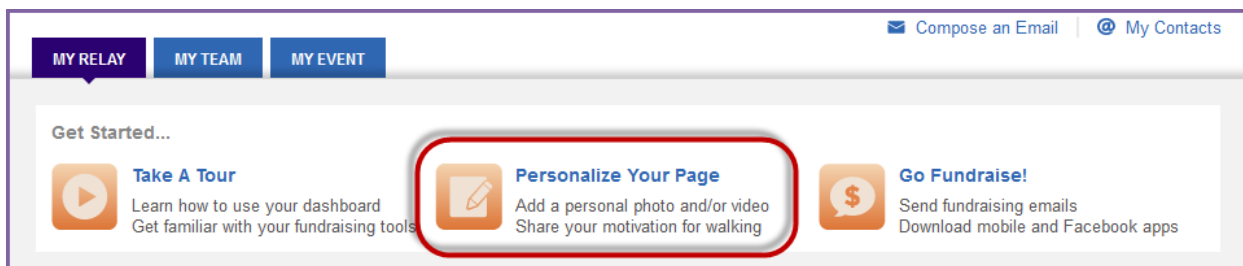 Compose an Email
@ My Contacts
MY RELAY
MY TEAM
MY EVENT
Get Started...
Take A Tour
Learn how to use your dashboard
Get familiar with your fundraising tools
Personalize Your Page
Add a personal photo and/or video
Share your motivation for walking
$
Go Fundraise!
Send fundraising emails
Download mobile and Facebook apps